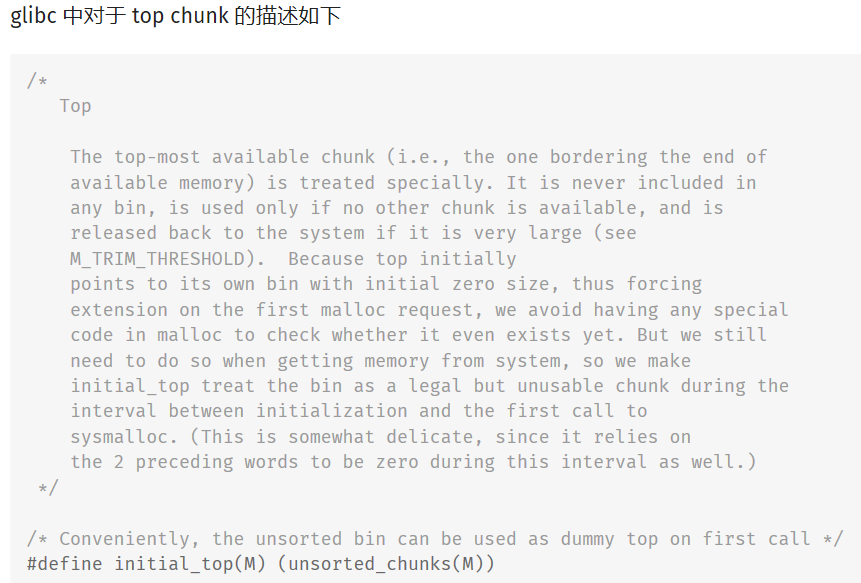 glibc 中对于 top chunk 的描述如下
/*
Top
The top-most available chunk (i.e., the one bordering the end of
available memory) is treated specially. It is never included in
any bin, is used only if no other chunk is available, and is
released back to the system if it is very large (see
M_TRIM_THRESHOLD).  Because top initially
points to its own bin with initial zero size, thus forcing
extension on the first malloc request, we avoid having any special
code in malloc to check whether it even exists yet. But we still
need to do so when getting memory from system, so we make
initial_top treat the bin as a legal but unusable chunk during the
interval between initialization and the first call to
sysmalloc. (This is somewhat delicate, since it relies on
the 2 preceding words to be zero during this interval as well.)
*/
/* Conveniently, the unsorted bin can be used as dummy top on first call */
#define initial_top(M) (unsorted_chunks(M))